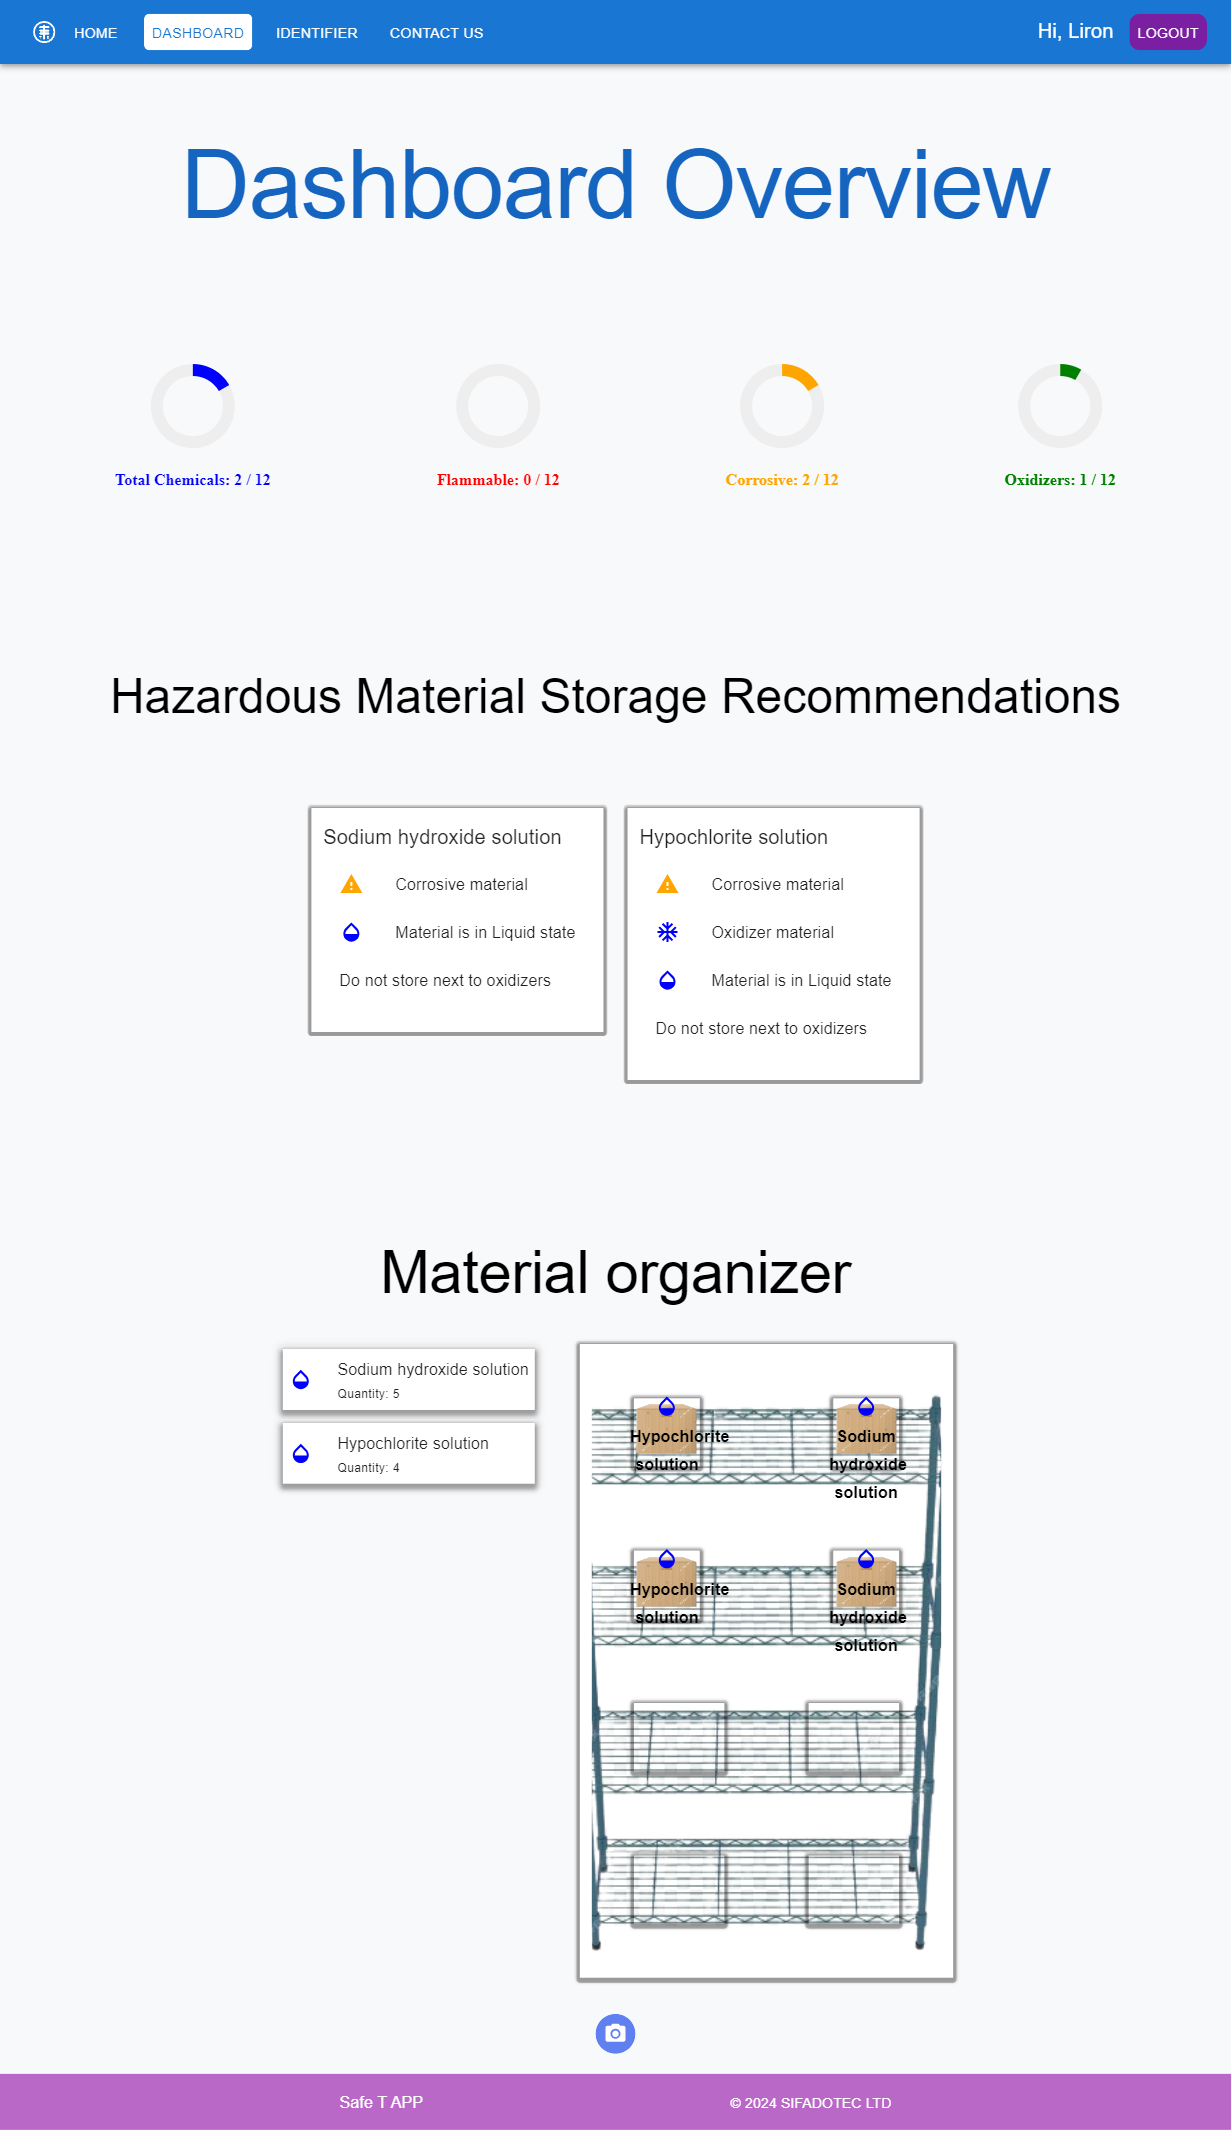 HOME
DASHBOARD
IDENTIFIER
CONTACT US
Hi, Liron
LOGOUT
Dashboard Overview
Total Chemicals: 2 / 12
Flammable: 0 / 12
Corrosive: 2 / 12
Oxidizers: 1 / 12
Hazardous Material Storage Recommendations
Sodium hydroxide solution
Corrosive material
Material is in Liquid state
Do not store next to oxidizers
Hypochlorite solution
Corrosive material
Oxidizer material
Material is in Liquid state
Do not store next to oxidizers
Material organizer
Sodium hydroxide solution
Quantity: 5
Hypochlorite solution
Quantity: 4
Hypochlorite
solution
Sodium
hydroxide
solution
Hypochlorite
solution
Sodium
hydroxide
solution
Safe T APP
© 2024 SIFADOTEC LTD